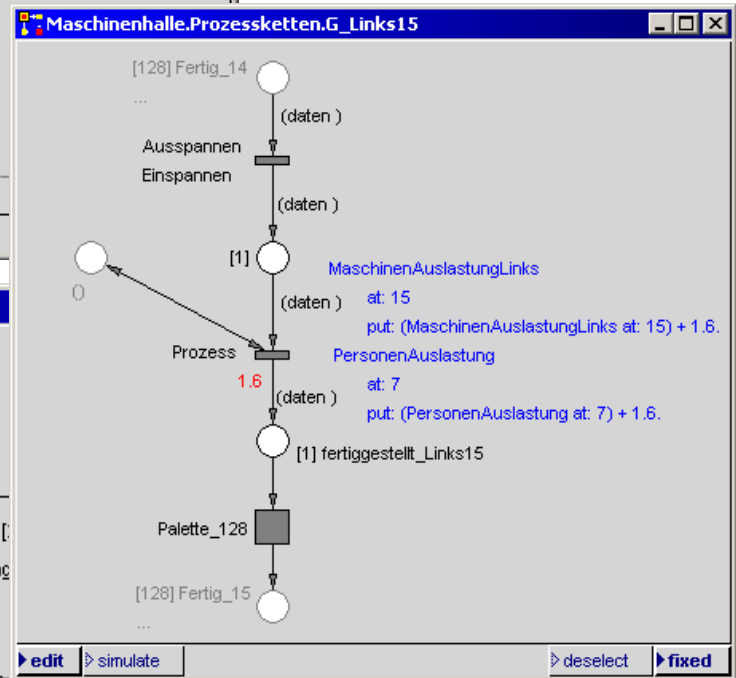 Maschinenhalle.Prozessketten.G_Links15
[128] Fertig_14
...
(daten )
Ausspannen
Einspannen
(daten )
[1]
MaschinenAuslastungLinks
()
(daten )
at: 15
put: (MaschinenAuslastungLinks at: 15) + 1.6.
Prozess
PersonenAuslastung
1.6
at: 7
(daten )
put: (PersonenAuslastung at: 7) + 1.6.
[1] fertiggestellt_Links15
Palette_128
[128] Fertig_15
...
edit
simulate
deselect
fixed